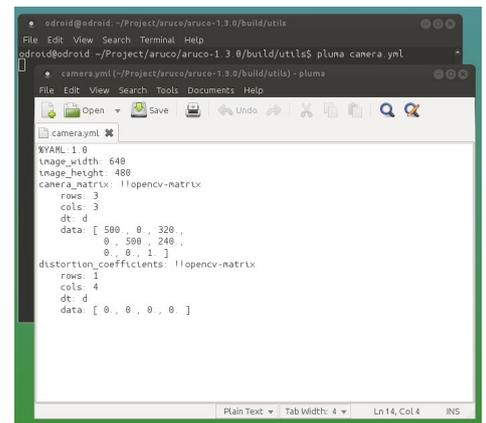 odroid@odroid: ~/Project/aruco/aruco-1.3.0/build/utils
File Edit View Search Terminal Help
odroid@odroid:~/Project/aruco/aruco-1.3.0/build/utils$ pluma camera.yml
camera.yml (~/Project/aruco/aruco-1.3.0/build/utils) - pluma
File Edit View Search Tools Documents Help
Open Save Undo
camera.yml
%YAML:1.0
image_width: 640
image_height: 480
camera_matrix: !!opencv-matrix
rows: 3
cols: 3
dt: d
data: [ 500., 0., 320.,
0., 500., 240.,
0., 0., 1. ]
distortion_coefficients: !!opencv-matrix
rows: 1
cols: 4
dt: d
data: [ 0., 0., 0., 0. ]
Plain Text Tab Width: 4 Ln 14, Col 4 INS